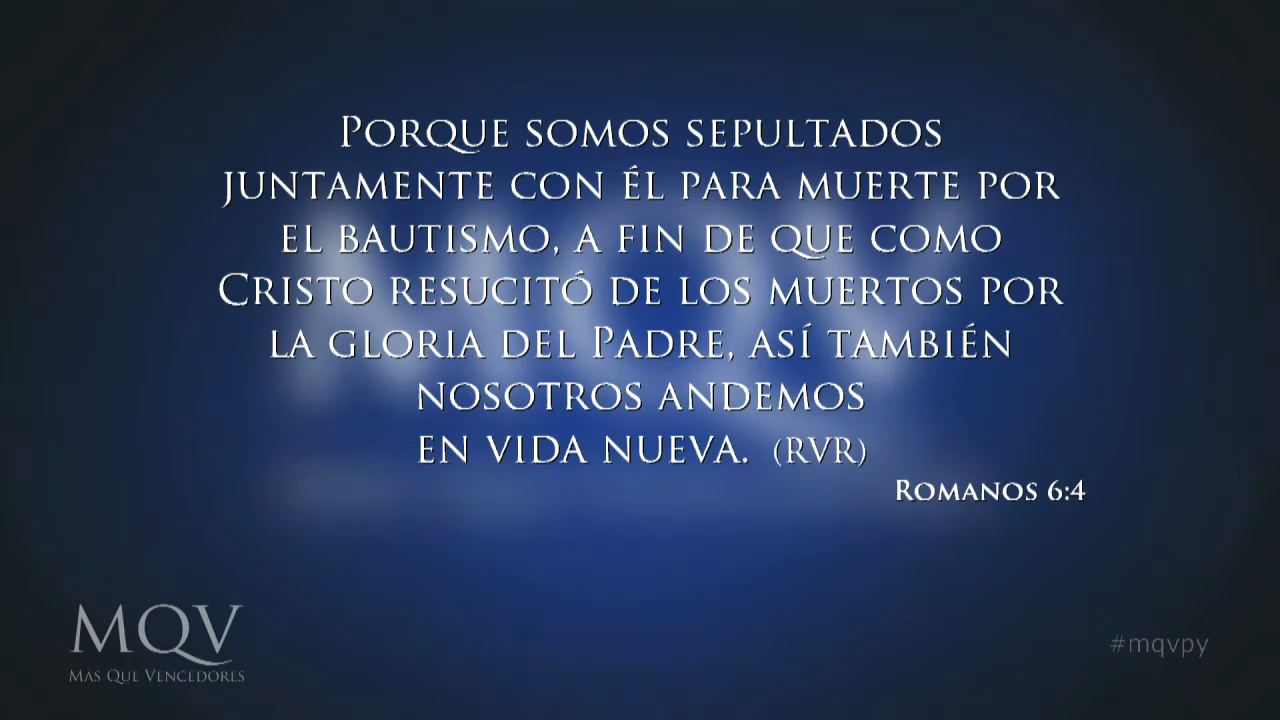 Porque somos sepultados
juntamente con él para muerte por
el bautismo, a fin de que como
Cristo resucitó de los muertos por
la gloria del Padre, así también
nosotros andemos
en vida nueva. (RVR)
Romanos 6:4
MQV
Mas Que Vencedores
#mqvpy